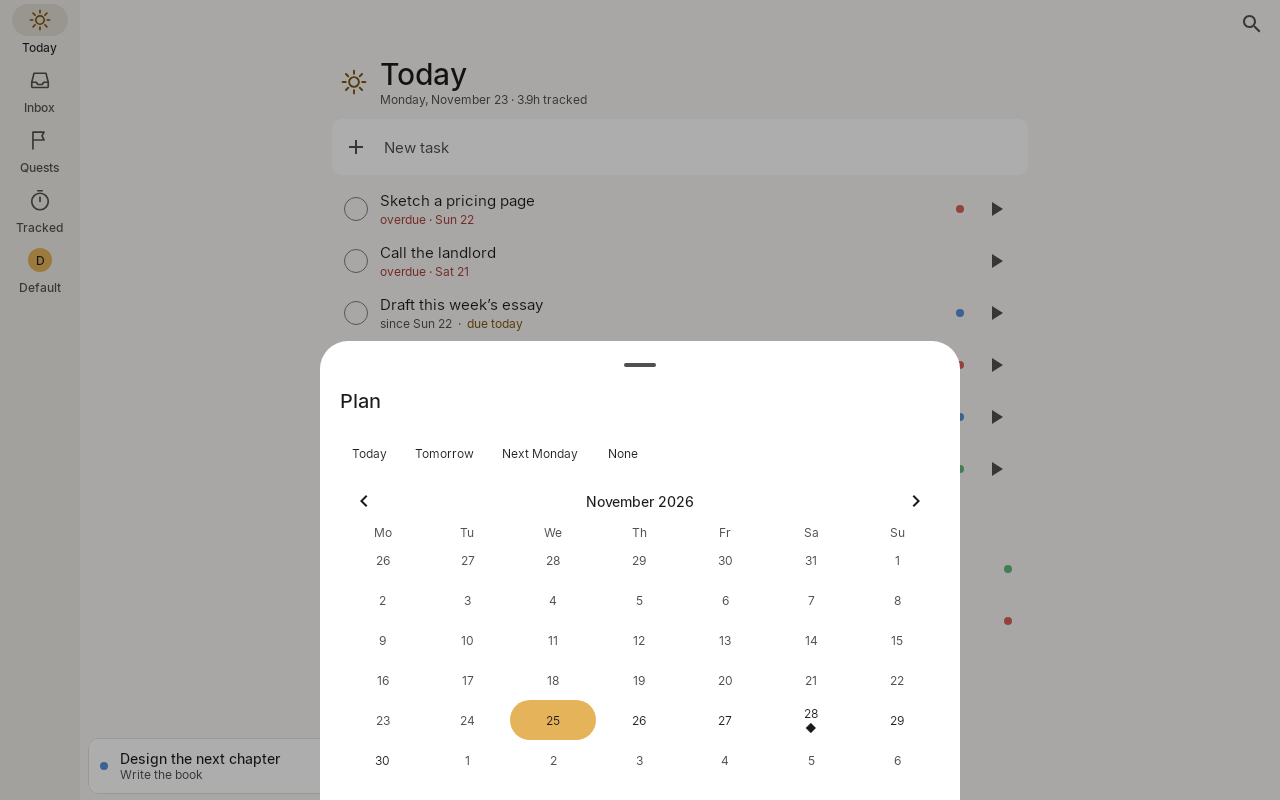 Today
Inbox
Quests
Tracked
D
Default
Today
Monday, November 23 · 3.9h tracked
New task
Sketch a pricing page
overdue · Sun 22
Call the landlord
overdue · Sat 21
Draft this week’s essay
since Sun 22 · due today
Plan
Today Tomorrow Next Monday None
November 2026
Mo Tu We Th Fr Sa Su
26 27 28 29 30 31 1
2 3 4 5 6 7 8
9 10 11 12 13 14 15
16 17 18 19 20 21 22
23 24 25 26 27 28 29
30 1 2 3 4 5 6
Design the next chapter
Write the book